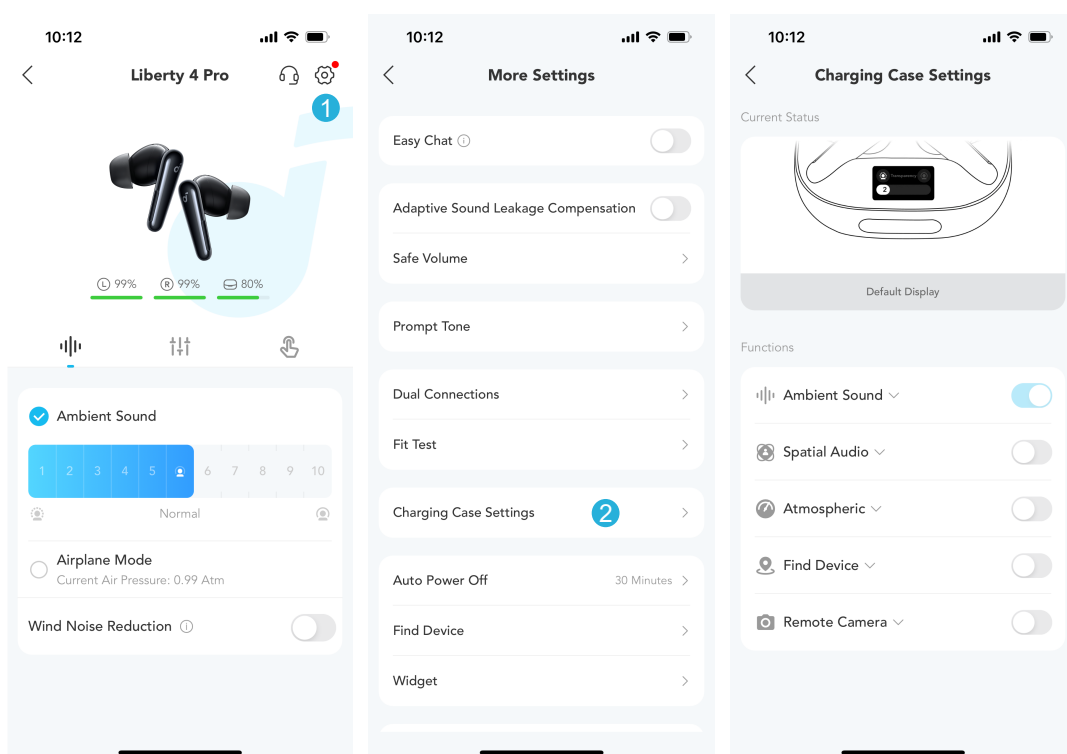 10:12
Liberty 4 Pro
1
L 99% R 99% 80%
Ambient Sound
1 2 3 4 5 6 7 8 9 10
Normal
Airplane Mode
Current Air Pressure: 0.99 Atm
Wind Noise Reduction
10:12
More Settings
Easy Chat
Adaptive Sound Leakage Compensation
Safe Volume
Prompt Tone
Dual Connections
Fit Test
Charging Case Settings 2
Auto Power Off 30 Minutes
Find Device
Widget
10:12
Charging Case Settings
Current Status
Transparency
2
Default Display
Functions
Ambient Sound
Spatial Audio
Atmospheric
Find Device
Remote Camera